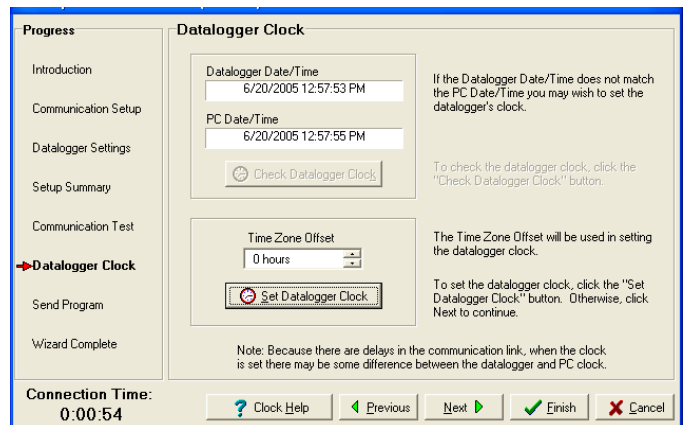 Progress
Introduction
Communication Setup
Datalogger Settings
Setup Summary
Communication Test
Datalogger Clock
Send Program
Wizard Complete
Connection Time:
0:00:54
Datalogger Clock
Datalogger Date/Time
6/20/2005 12:57:53 PM
PC Date/Time
6/20/2005 12:57:55 PM
Check Datalogger Clock
If the Datalogger Date/Time does not match
the PC Date/Time you may wish to set the
datalogger's clock.
To check the datalogger clock, click the
"Check Datalogger Clock" button.
Time Zone Offset
0 hours
Set Datalogger Clock
The Time Zone Offset will be used in setting
the datalogger clock.
To set the datalogger clock, click the "Set
Datalogger Clock" button. Otherwise, click
Next to continue.
Note: Because there are delays in the communication link, when the clock
is set there may be some difference between the datalogger and PC clock.
? Clock Help
Previous
Next
Finish
Cancel